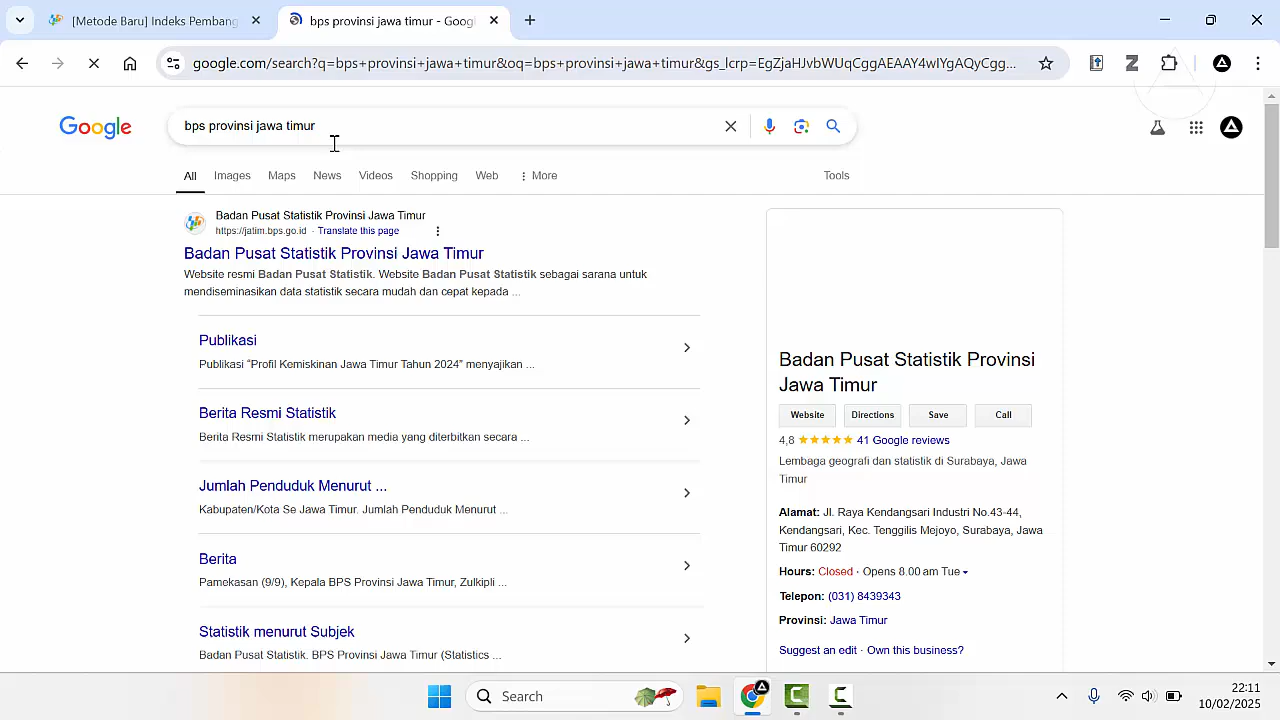 [Metode Baru] Indeks Pembang
bps provinsi jawa timur - Goog
google.com/search?q=bps+provinsi+jawa+timur&oq=bps+provinsi+jawa+timur&gs_lcrp=EgZjaHJvbWUqCggAEAAY4wIYgAQyCgg...
Google
bps provinsi jawa timur
All Images Maps News Videos Shopping Web More Tools
Badan Pusat Statistik Provinsi Jawa Timur
https://jatim.bps.go.id · Translate this page
Badan Pusat Statistik Provinsi Jawa Timur
Website resmi Badan Pusat Statistik. Website Badan Pusat Statistik sebagai sarana untuk
mendiseminasikan data statistik secara mudah dan cepat kepada ...
Publikasi
Publikasi “Profil Kemiskinan Jawa Timur Tahun 2024” menyajikan ...
Berita Resmi Statistik
Berita Resmi Statistik merupakan media yang diterbitkan secara ...
Jumlah Penduduk Menurut ...
Kabupaten/Kota Se Jawa Timur. Jumlah Penduduk Menurut ...
Berita
Pamekasan (9/9), Kepala BPS Provinsi Jawa Timur, Zulkipli ...
Statistik menurut Subjek
Badan Pusat Statistik. BPS Provinsi Jawa Timur (Statistics ...
Badan Pusat Statistik Provinsi
Jawa Timur
Website Directions Save Call
4,8 41 Google reviews
Lembaga geografi dan statistik di Surabaya, Jawa
Timur
Alamat: Jl. Raya Kendangsari Industri No.43-44,
Kendangsari, Kec. Tenggilis Mejoyo, Surabaya, Jawa
Timur 60292
Hours: Closed · Opens 8.00 am Tue
Telepon: (031) 8439343
Provinsi: Jawa Timur
Suggest an edit · Own this business?
Search
22:11
10/02/2025